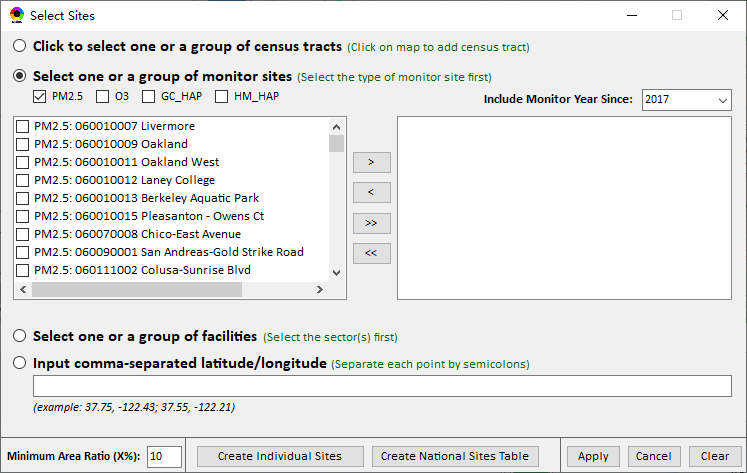 Select Sites
Click to select one or a group of census tracts (Click on map to add census tract)
Select one or a group of monitor sites (Select the type of monitor site first)
PM2.5 O3 GC_HAP HM_HAP
Include Monitor Year Since: 2017
PM2.5: 060010007 Livermore
PM2.5: 060010009 Oakland
PM2.5: 060010011 Oakland West
PM2.5: 060010012 Laney College
PM2.5: 060010013 Berkeley Aquatic Park
PM2.5: 060010015 Pleasanton - Owens Ct
PM2.5: 060070008 Chico-East Avenue
PM2.5: 060090001 San Andreas-Gold Strike Road
PM2.5: 060111002 Colusa-Sunrise Blvd
>
<
>>
<<
Select one or a group of facilities (Select the sector(s) first)
Input comma-separated latitude/longitude (Separate each point by semicolons)
(example: 37.75, -122.43; 37.55, -122.21)
Minimum Area Ratio (X%): 10 Create Individual Sites Create National Sites Table Apply Cancel Clear